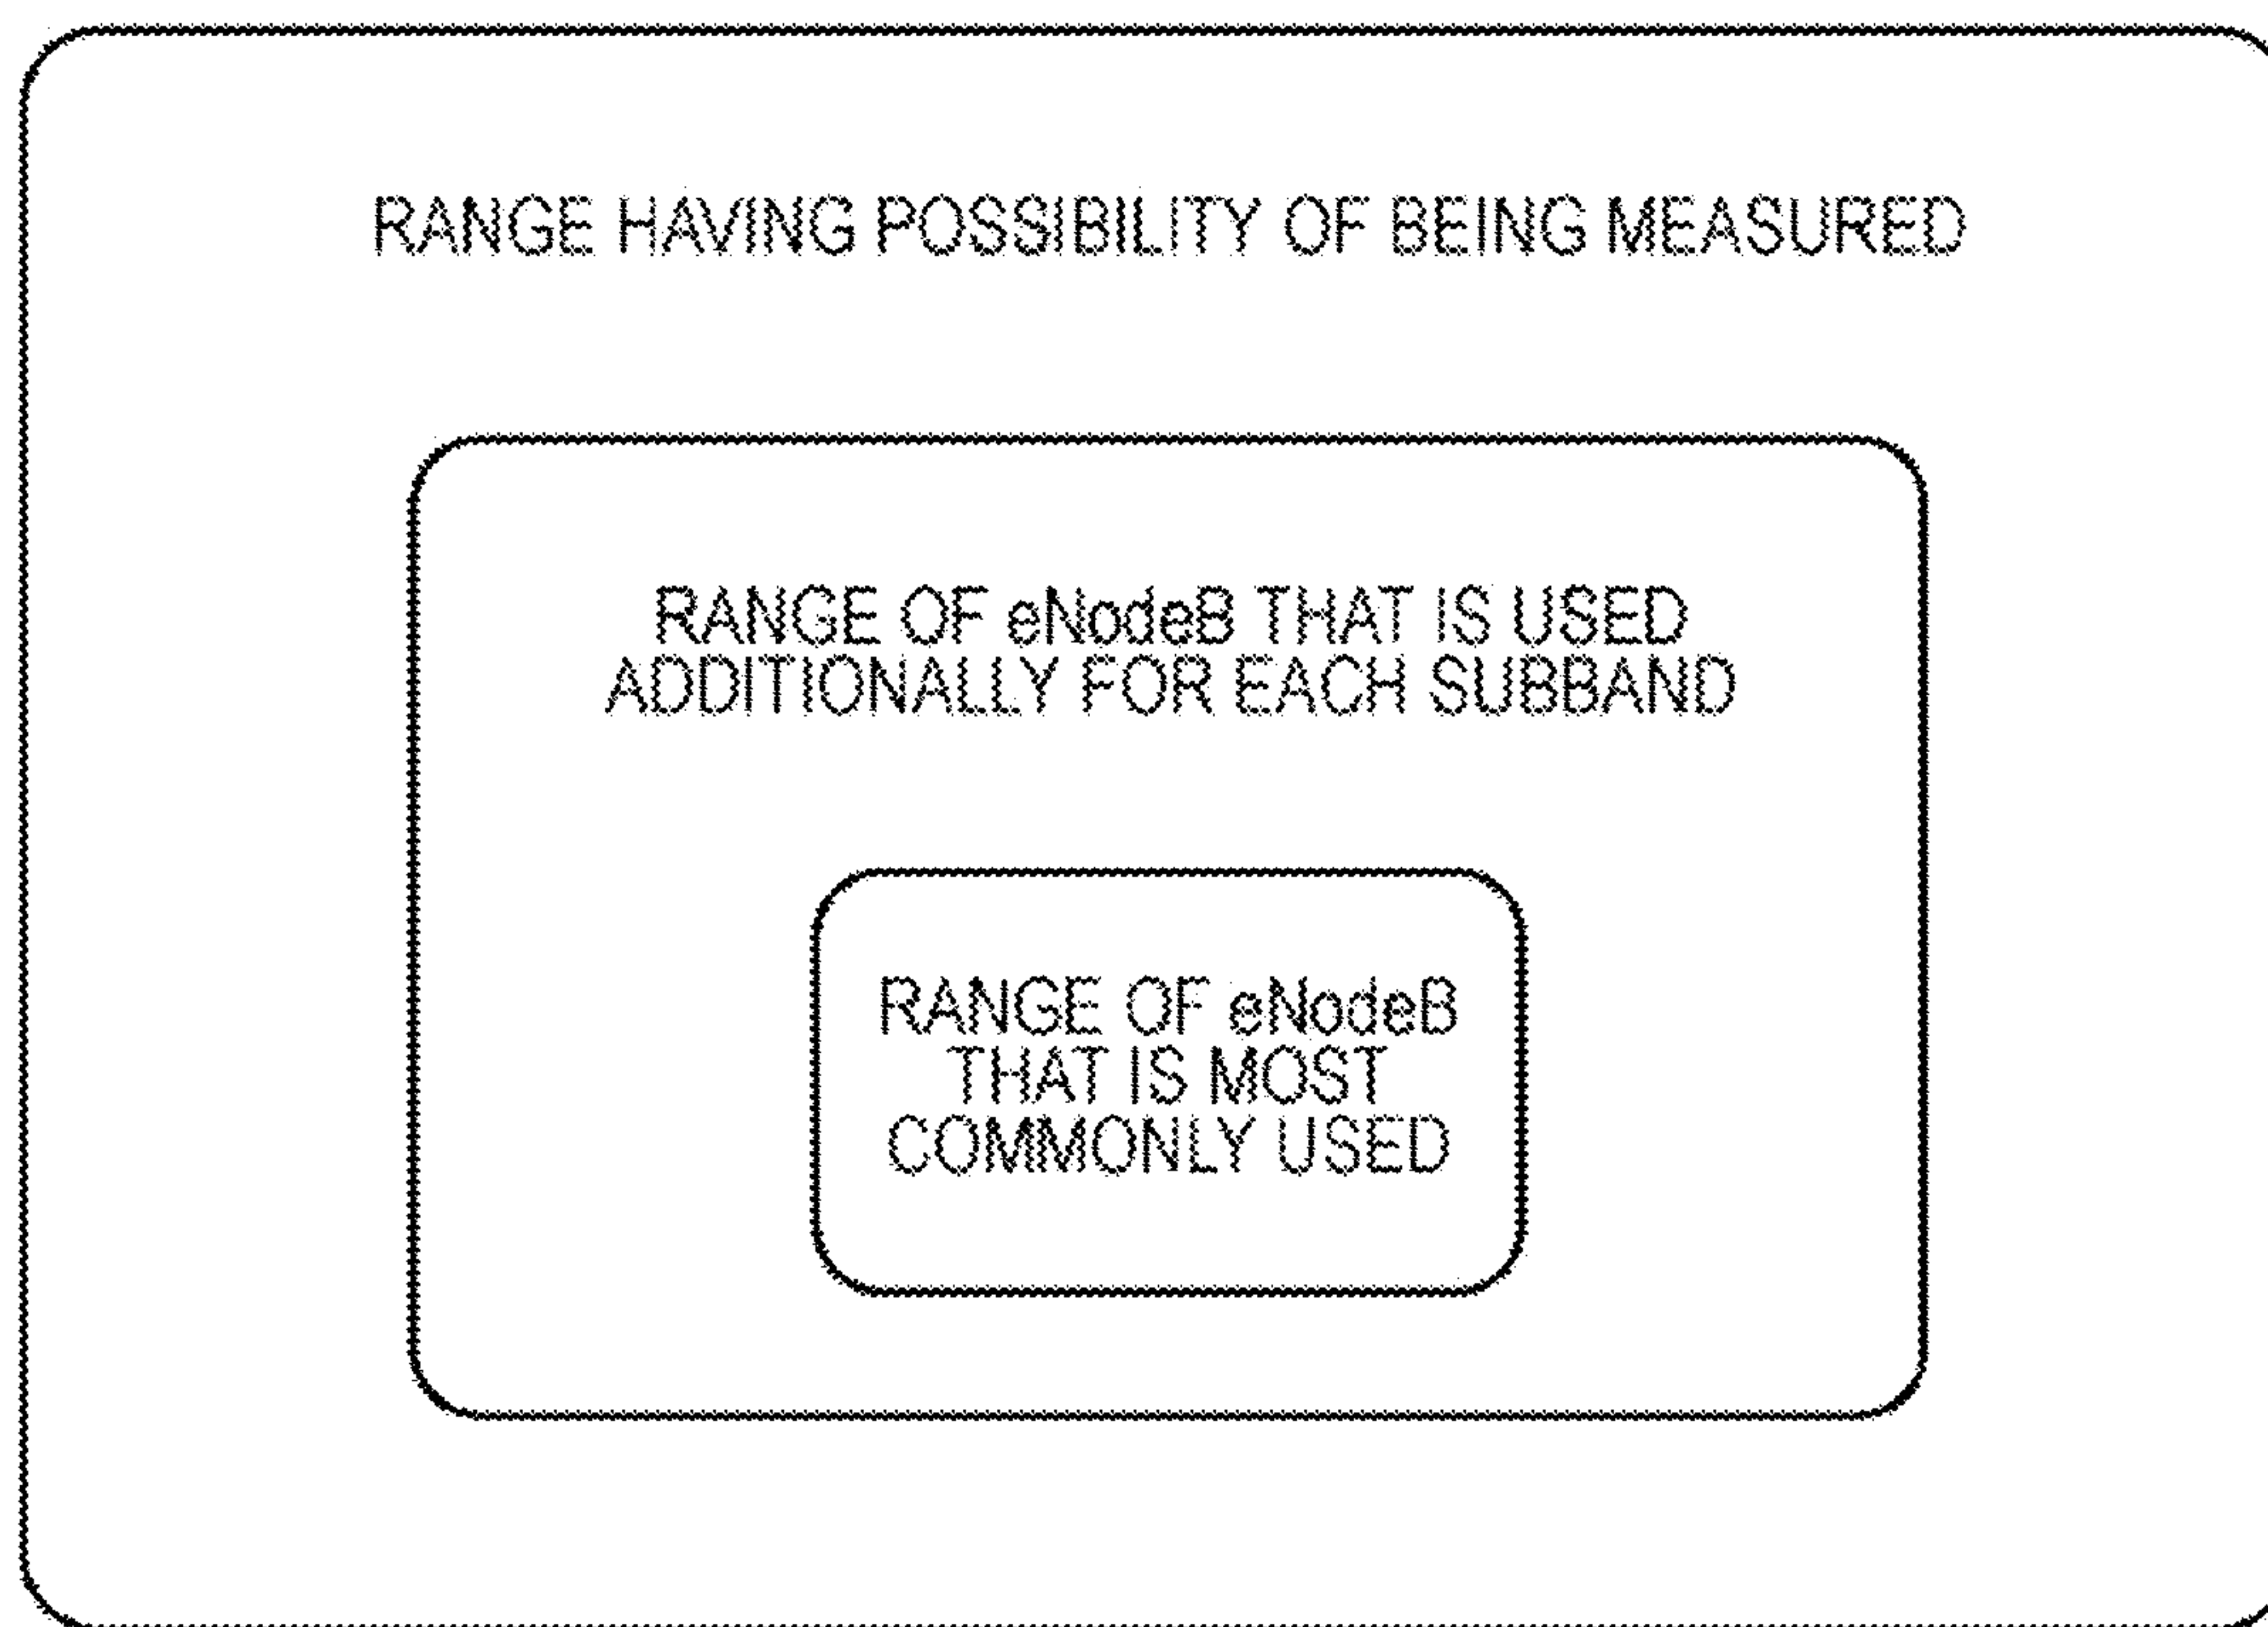 RANGE HAVING POSSIBILITY OF BEING MEASURED
RANGE OF eNodeB THAT IS USED
ADDITIONALLY FOR EACH SUBBAND
RANGE OF eNodeB
THAT IS MOST
COMMONLY USED